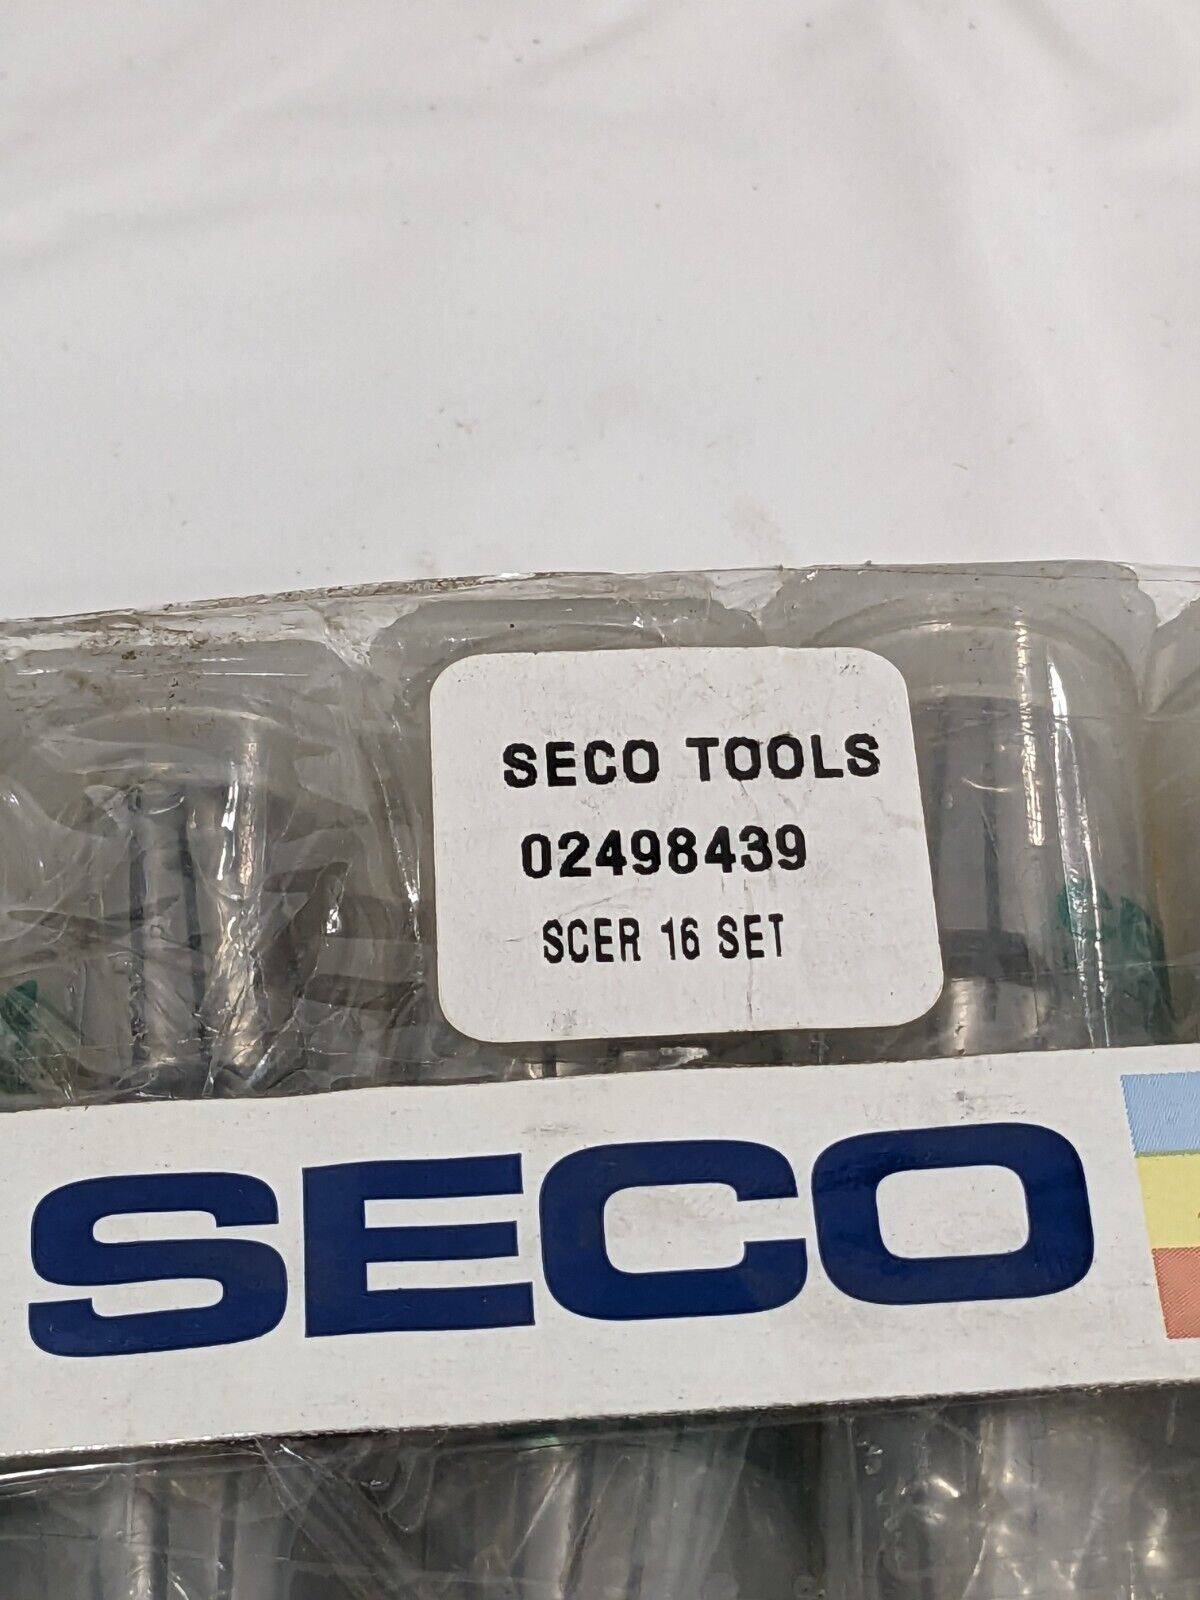 SECO TOOLS
02498439
SCER 16 SET
SECO